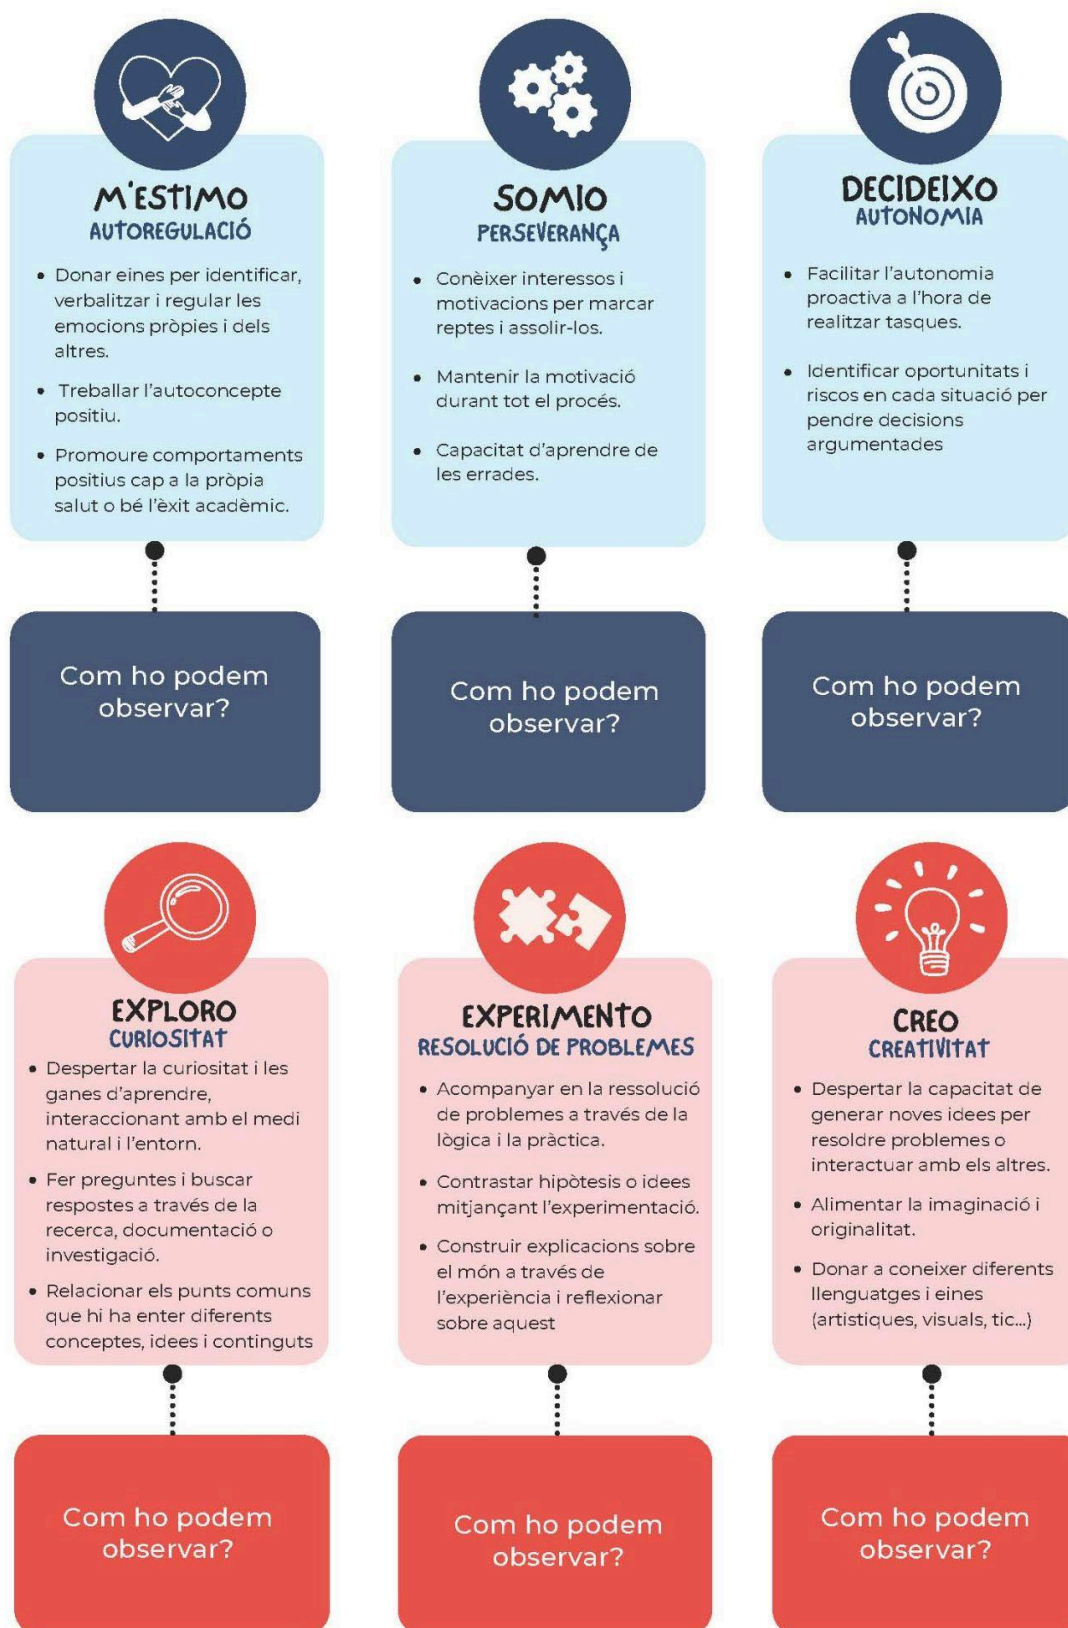 M'ESTIMO
AUTOREGULACIÓ
• Donar eines per identificar,
verbalitzar i regular les
emocions pròpies i dels
altres.
• Treballar l'autoconcepte
positiu.
• Promoure comportaments
positius cap a la pròpia
salut o bé l'èxit acadèmic.
Com ho podem
observar?
SOMIO
PERSEVERANÇA
• Conèixer interessos i
motivacions per marcar
reptes i assolir-los.
• Mantenir la motivació
durant tot el procés.
• Capacitat d'aprendre de
les errades.
Com ho podem
observar?
DECIDEIXO
AUTONOMIA
• Facilitar l'autonomia
proactiva a l'hora de
realitzar tasques.
• Identificar oportunitats i
riscos en cada situació per
pendre decisions
argumentades
Com ho podem
observar?
EXPLORO
CURIOSITAT
• Despertar la curiositat i les
ganes d'aprendre,
interaccionant amb el medi
natural i l'entorn.
• Fer preguntes i buscar
respostes a través de la
recerca, documentació o
investigació.
• Relacionar els punts comuns
que hi ha enter diferents
conceptes, idees i continguts
Com ho podem
observar?
EXPERIMENTO
RESOLUCIÓ DE PROBLEMES
• Acompanyar en la ressolució
de problemes a través de la
lògica i la pràctica.
• Contrastar hipòtesis o idees
mitjançant l'experimentació.
• Construir explicacions sobre
el món a través de
l'experiència i reflexionar
sobre aquest
Com ho podem
observar?
CREO
CREATIVITAT
• Despertar la capacitat de
generar noves idees per
resoldre problemes o
interactuar amb els altres.
• Alimentar la imaginació i
originalitat.
• Donar a coneixer diferents
llenguatges i eines
(artistiques, visuals, tic...)
Com ho podem
observar?